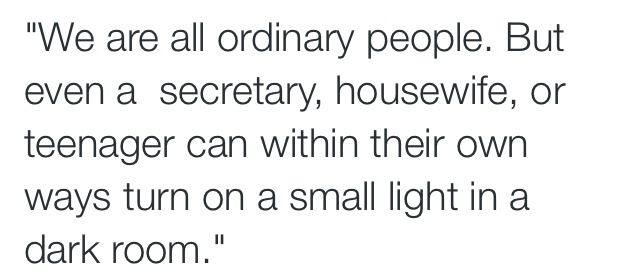 "We are all ordinary people. But
even a  secretary, housewife, or
teenager can within their own
ways turn on a small light in a
dark room."